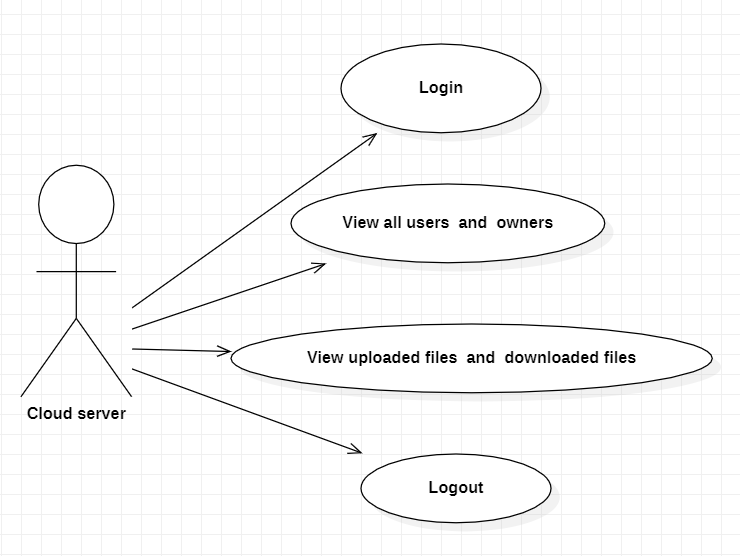 Login
View all users  and  owners
View uploaded files  and  downloaded files
Cloud server
Logout